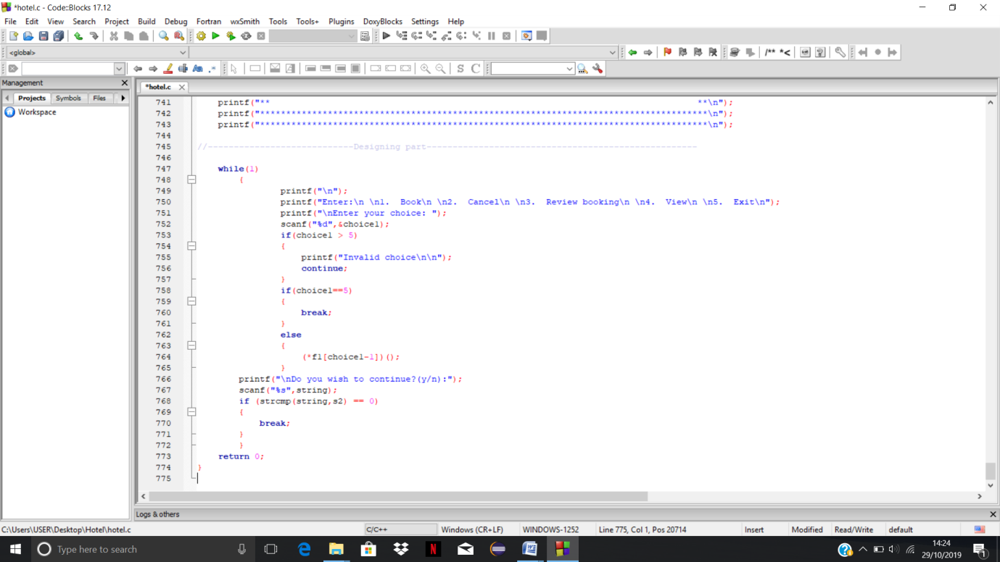 *hotel.c - Code::Blocks 17.12
File Edit View Search Project Build Debug Fortran wxSmith Tools Tools+ Plugins DoxyBlocks Settings Help
<global>
/** *<
Aa .*
S C
Management
*hotel.c
Projects Symbols Files
Workspace
741 printf("** **\n");
742 printf("**************************************************************************************\n");
743 printf("**************************************************************************************\n");
744
745 //----------------------------Designing part----------------------------------------------------
746
747 while(1)
748 {
749 printf("\n");
750 printf("Enter:\n \n1. Book\n \n2. Cancel\n \n3. Review booking\n \n4. View\n \n5. Exit\n");
751 printf("\nEnter your choice: ");
752 scanf("%d",&choice1);
753 if(choice1 > 5)
754 {
755 printf("Invalid choice\n\n");
756 continue;
757 }
758 if(choice1==5)
759 {
760 break;
761 }
762 else
763 {
764 (*f1[choice1-1])();
765 }
766 printf("\nDo you wish to continue?(y/n):");
767 scanf("%s",string);
768 if (strcmp(string,s2) == 0)
769 {
770 break;
771 }
772 }
773 return 0;
774 }
775
Logs & others
C:\Users\USER\Desktop\Hotel\hotel.c C/C++ Windows (CR+LF) WINDOWS-1252 Line 775, Col 1, Pos 20714 Insert Modified Read/Write default
Type here to search
14:24
29/10/2019
1